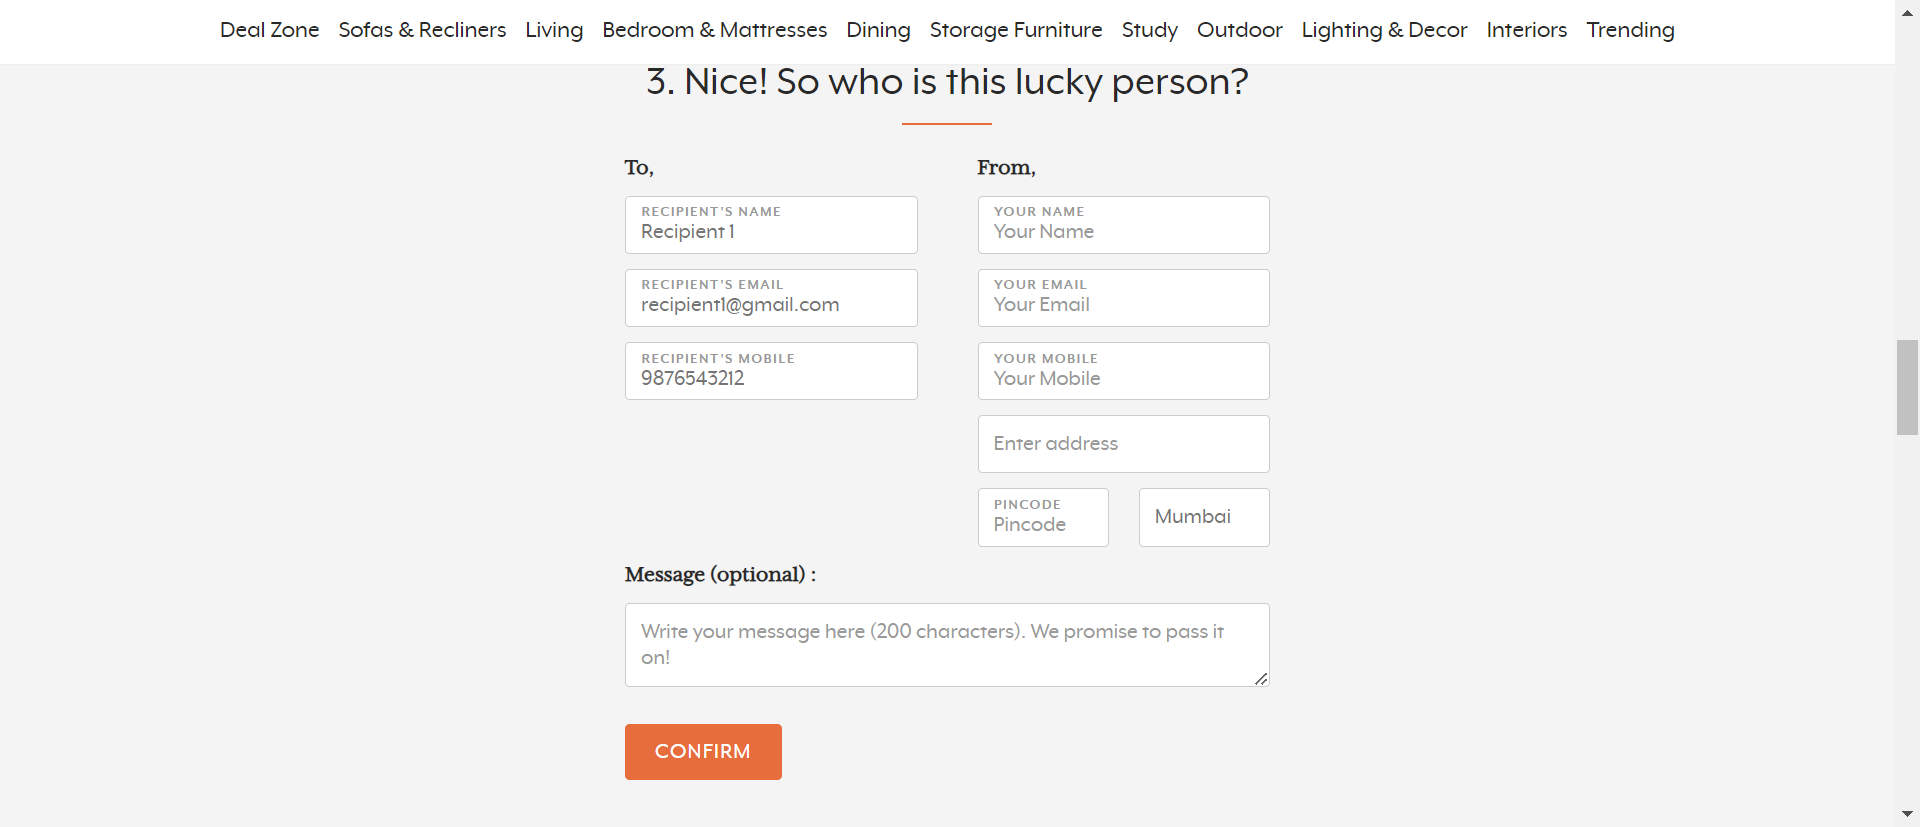 Deal Zone Sofas & Recliners Living Bedroom & Mattresses Dining Storage Furniture Study Outdoor Lighting & Decor Interiors Trending
3. Nice! So who is this lucky person?
To,
RECIPIENT'S NAME
Recipient 1
RECIPIENT'S EMAIL
recipient1@gmail.com
RECIPIENT'S MOBILE
9876543212
From,
YOUR NAME
Your Name
YOUR EMAIL
Your Email
YOUR MOBILE
Your Mobile
Enter address
PINCODE
Pincode
Mumbai
Message (optional) :
Write your message here (200 characters). We promise to pass it
on!
CONFIRM